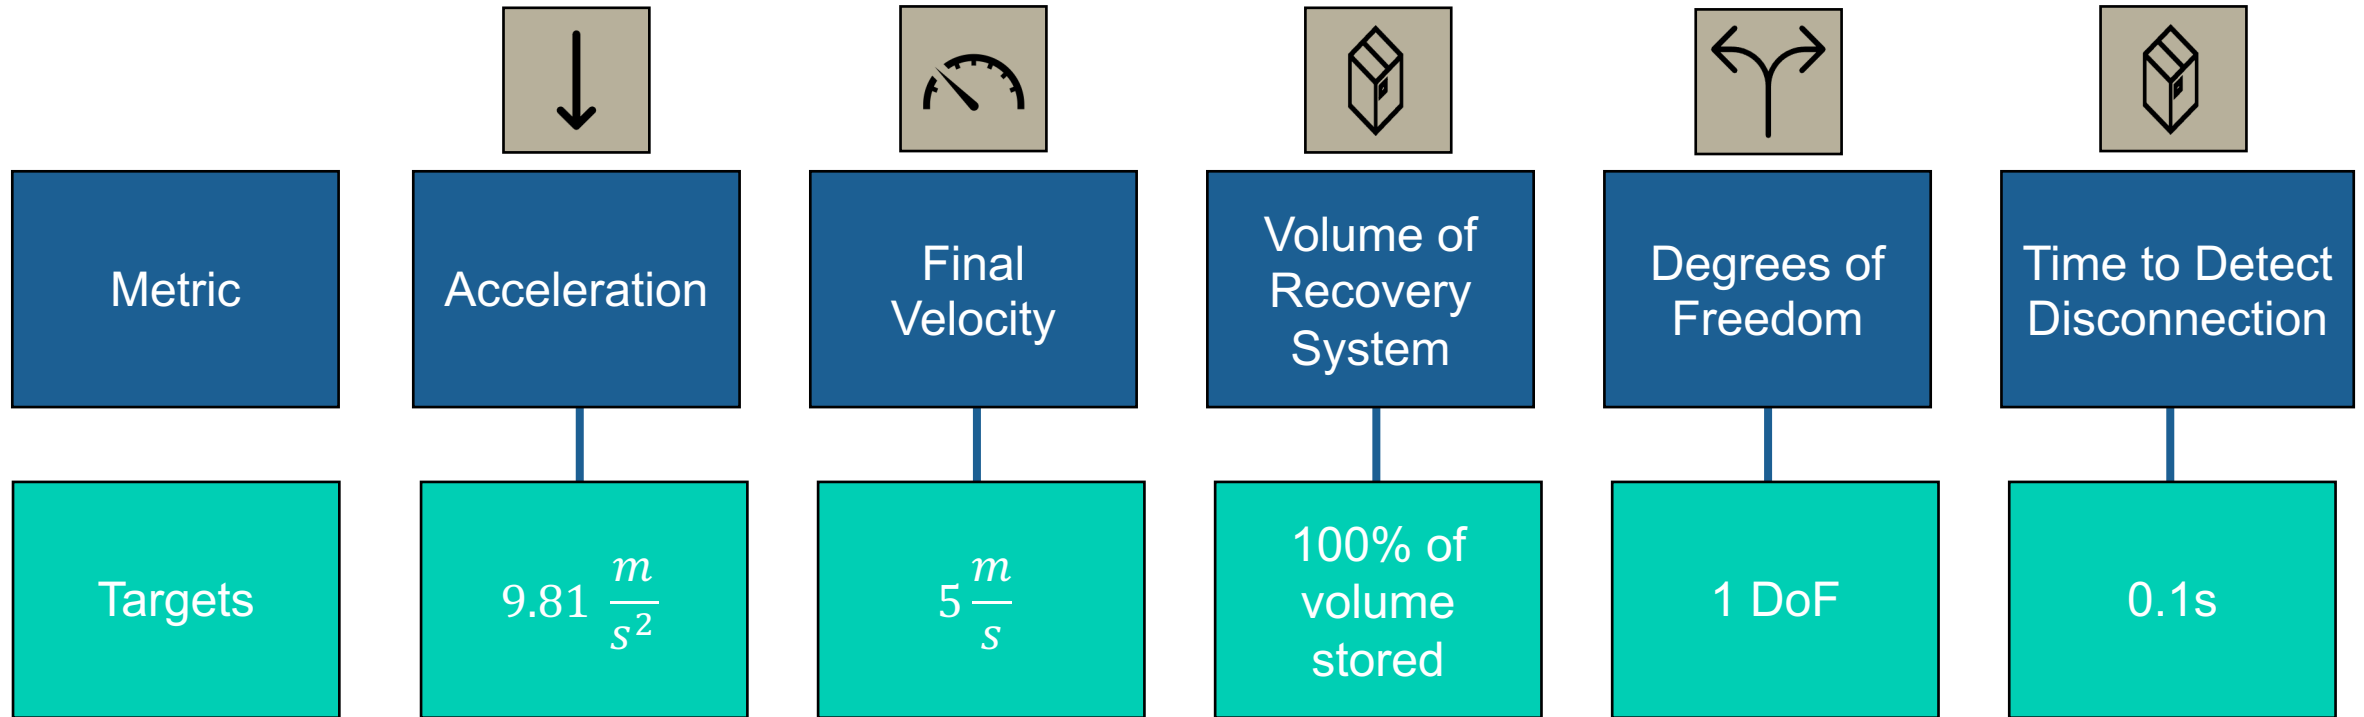 Metric
Acceleration
Final
Velocity
Volume of
Recovery
System
Degrees of
Freedom
Time to Detect
Disconnection
Targets
9.81 m/s²
5 m/s
100% of
volume
stored
1 DoF
0.1s